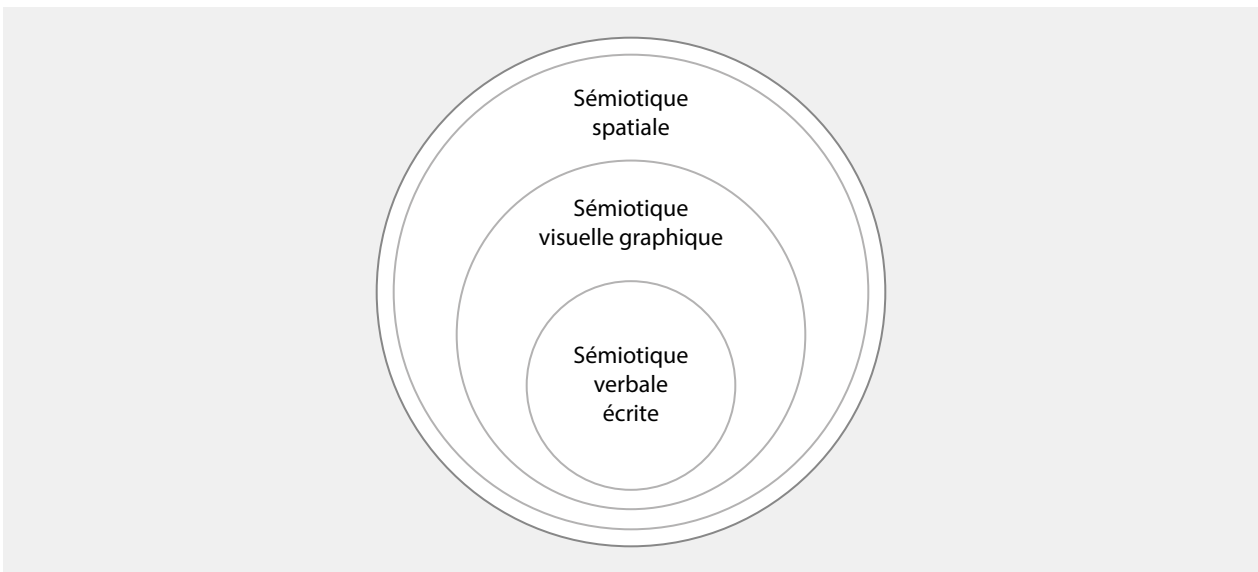 Sémiotique
spatiale
Sémiotique
visuelle graphique
Sémiotique
verbale
écrite